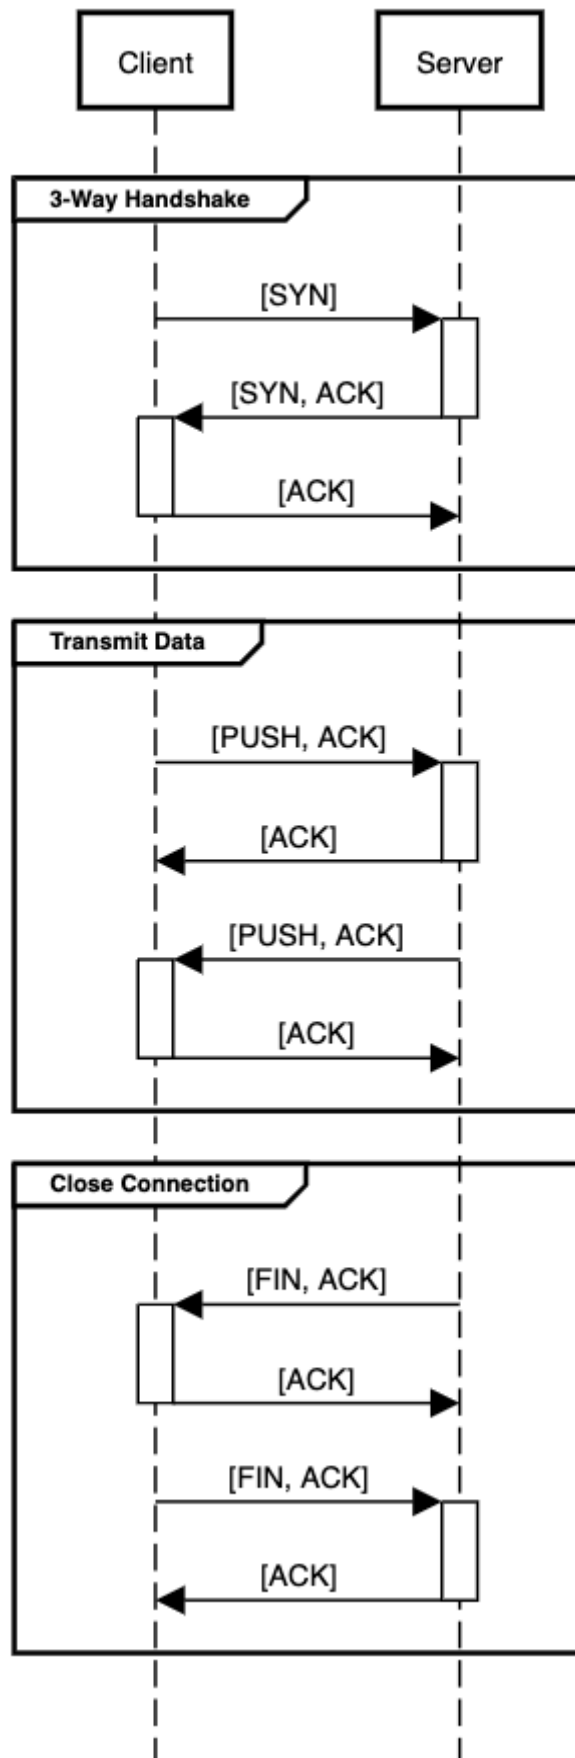 Client
Server
3-Way Handshake
[SYN]
[SYN, ACK]
[ACK]
Transmit Data
[PUSH, ACK]
[ACK]
[PUSH, ACK]
[ACK]
Close Connection
[FIN, ACK]
[ACK]
[FIN, ACK]
[ACK]